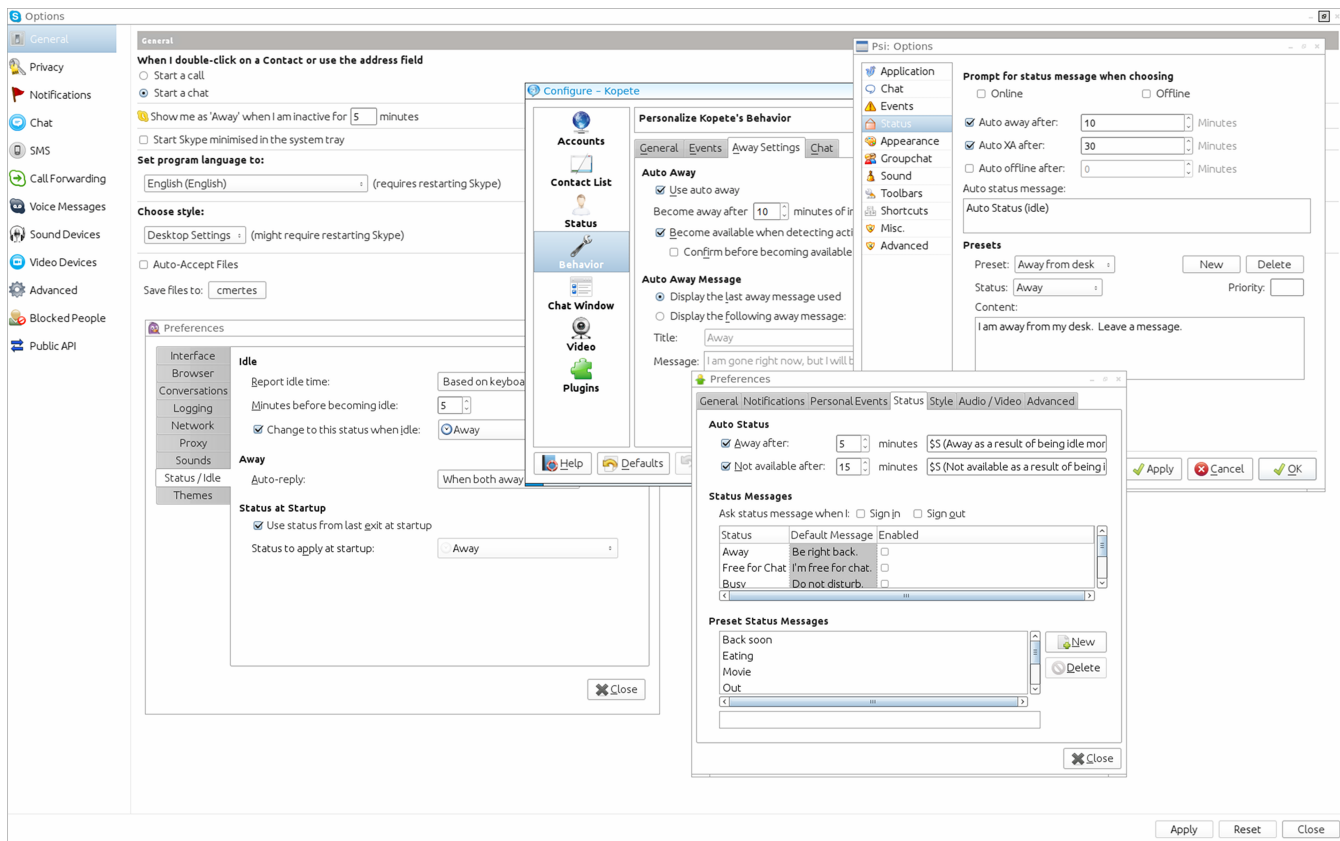 Options
General
Privacy
Notifications
Chat
SMS
Call Forwarding
Voice Messages
Sound Devices
Video Devices
Advanced
Blocked People
Public API
General
When I double-click on a Contact or use the address field
Start a call
Start a chat
Show me as 'Away' when I am inactive for 5 minutes
Start Skype minimised in the system tray
Set program language to:
English (English) (requires restarting Skype)
Choose style:
Desktop Settings (might require restarting Skype)
Auto-Accept Files
Save files to: cmertes
Apply Reset Close
Preferences
Interface
Browser
Conversations
Logging
Network
Proxy
Sounds
Status / Idle
Themes
Idle
Report idle time: Based on keyboa
Minutes before becoming idle: 5
Change to this status when idle: Away
Away
Auto-reply: When both away
Status at Startup
Use status from last exit at startup
Status to apply at startup: Away
Close
Configure – Kopete
Accounts
Contact List
Status
Behavior
Chat Window
Video
Plugins
Personalize Kopete's Behavior
General Events Away Settings Chat
Auto Away
Use auto away
Become away after 10 minutes of in
Become available when detecting acti
Confirm before becoming available
Auto Away Message
Display the last away message used
Display the following away message:
Title: Away
Message: I am gone right now, but I will b
Help Defaults
Psi: Options
Application
Chat
Events
Status
Appearance
Groupchat
Sound
Toolbars
Shortcuts
Misc.
Advanced
Prompt for status message when choosing
Online Offline
Auto away after: 10 Minutes
Auto XA after: 30 Minutes
Auto offline after: 0 Minutes
Auto status message:
Auto Status (idle)
Presets
Preset: Away from desk New Delete
Status: Away Priority:
Content:
I am away from my desk. Leave a message.
Apply Cancel OK
Preferences
General Notifications Personal Events Status Style Audio / Video Advanced
Auto Status
Away after: 5 minutes $S (Away as a result of being idle mor
Not available after: 15 minutes $S (Not available as a result of being i
Status Messages
Ask status message when I: Sign in Sign out
Status Default Message Enabled
Away Be right back.
Free for Chat I'm free for chat.
Busy Do not disturb.
Preset Status Messages
Back soon
Eating
Movie
Out
New
Delete
Close